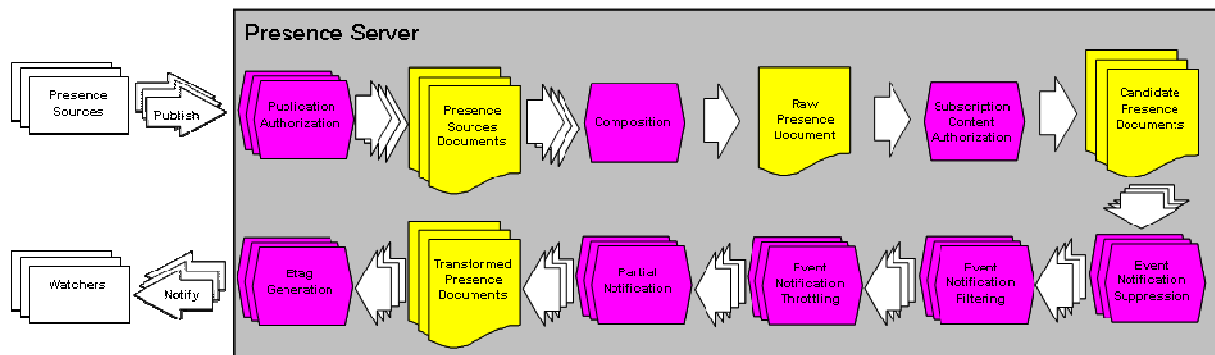 Presence Server
Presence
Sources
Publish
Publication
Authorization
Presence
Sources
Documents
Composition
Raw
Presence
Document
Subscription
Content
Authorization
Candidate
Presence
Documents
Watchers
Notify
Etag
Generation
Transformed
Presence
Documents
Partial
Notification
Event
Notification
Throttling
Event
Notification
Filtering
Event
Notification
Suppression